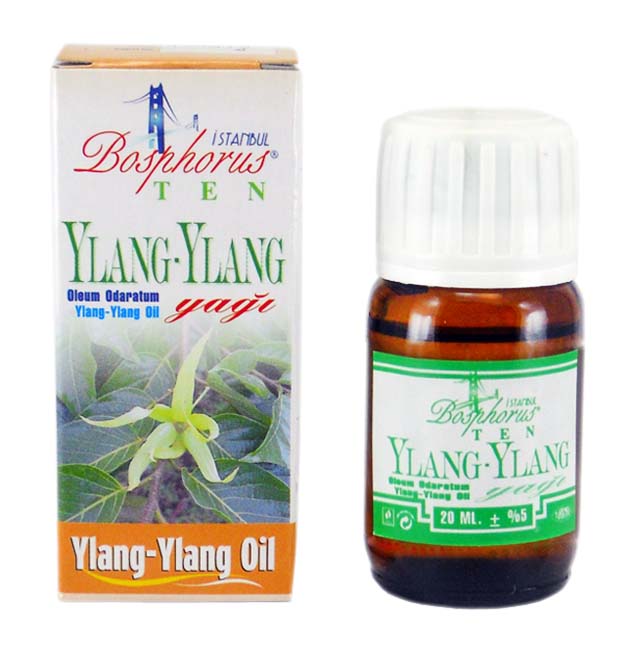 İSTANBUL
Bosphorus®
TEN
YLANG-YLANG
Oleum Odaratum
Ylang-Ylang Oil
yağı
Ylang-Ylang Oil
İSTANBUL
Bosphorus®
TEN
YLANG-YLANG
Oleum Odaratum
Ylang-Ylang Oil
yağı
20 ML. ± %5